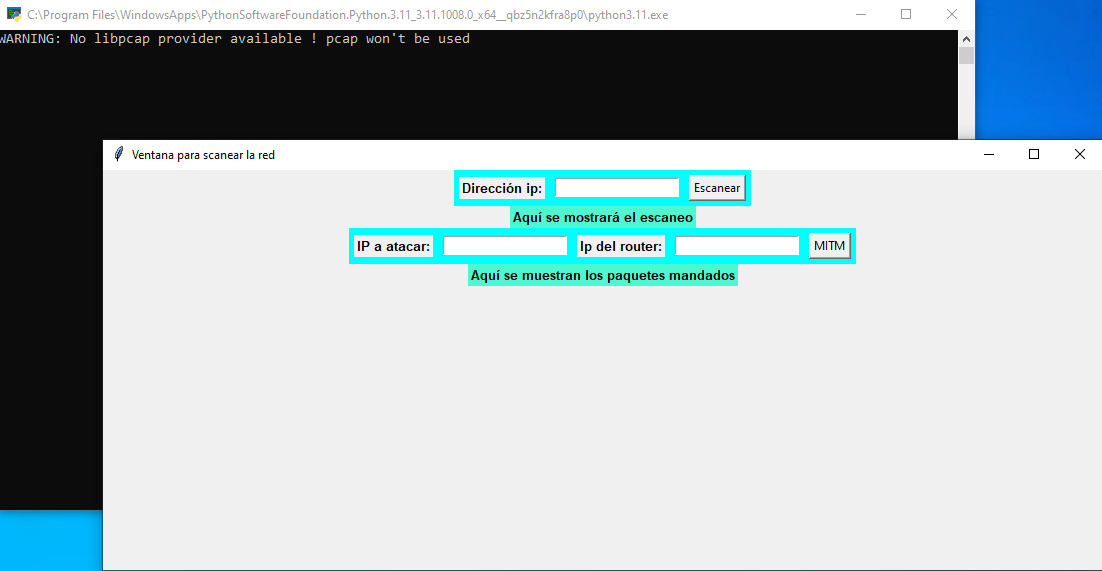 C:\Program Files\WindowsApps\PythonSoftwareFoundation.Python.3.11_3.11.1008.0_x64__qbz5n2kfra8p0\python3.11.exe
WARNING: No libpcap provider available ! pcap won't be used
Ventana para scanear la red
Dirección ip: Escanear
Aquí se mostrará el escaneo
IP a atacar: Ip del router: MITM
Aquí se muestran los paquetes mandados